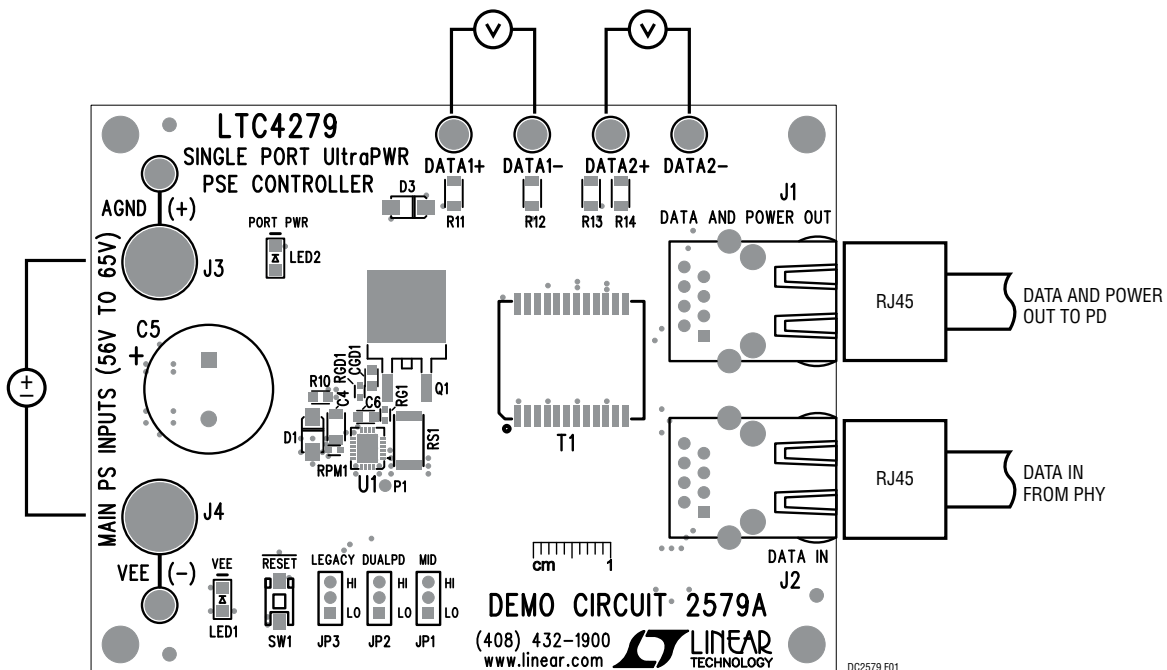 V
V
LTC4279
SINGLE PORT UltraPWR
PSE CONTROLLER
DATA1+
DATA1-
DATA2+
DATA2-
D3
R11
R12
R13
R14
J1
DATA AND POWER OUT
AGND (+)
PORT PWR
LED2
J3
MAIN PS INPUTS (56V TO 65V)
C5
+
+
–
RJ45
DATA AND POWER
OUT TO PD
R10
RGD1
CGD1
C4
C6
RG1
Q1
D1
RPM1
U1
P1
RS1
T1
RJ45
DATA IN
FROM PHY
J4
VEE (-)
VEE
LED1
RESET
SW1
LEGACY
HI
LO
JP3
DUALPD
HI
LO
JP2
MID
HI
LO
JP1
cm 1
DATA IN
J2
DEMO CIRCUIT 2579A
(408) 432-1900
www.linear.com
LINEAR
TECHNOLOGY
DC2579 F01